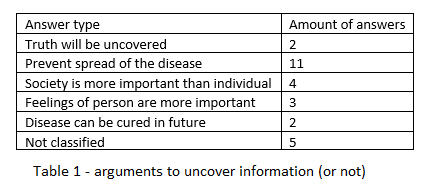 Answer type Amount of answers
Truth will be uncovered 2
Prevent spread of the disease 11
Society is more important than individual 4
Feelings of person are more important 3
Disease can be cured in future 2
Not classified 5
Table 1 - arguments to uncover information (or not)